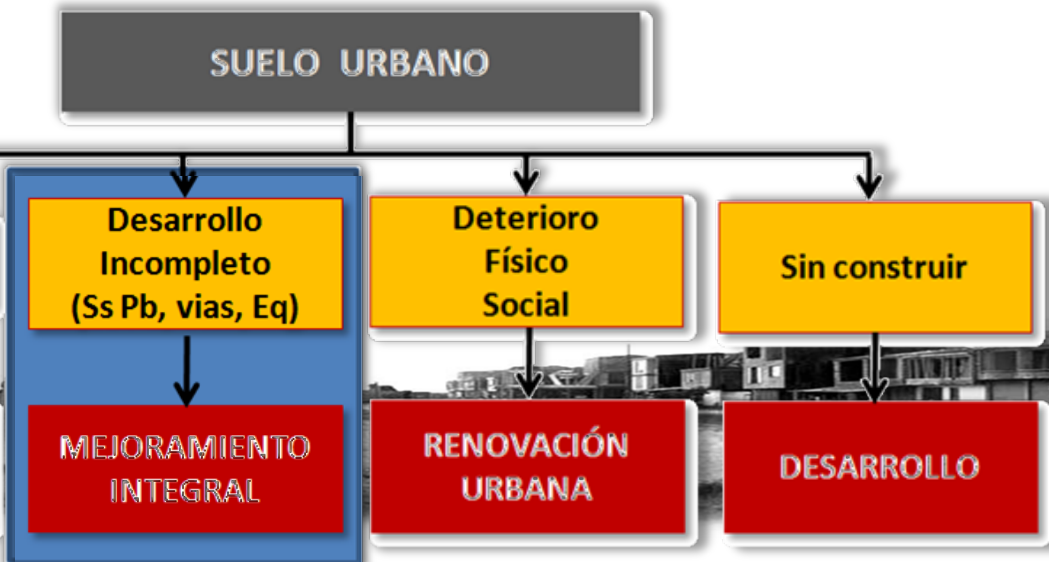 SUELO URBANO
Desarrollo
Incompleto
(Ss Pb, vias, Eq)
Deterioro
Físico
Social
Sin construir
MEJORAMIENTO
INTEGRAL
RENOVACIÓN
URBANA
DESARROLLO